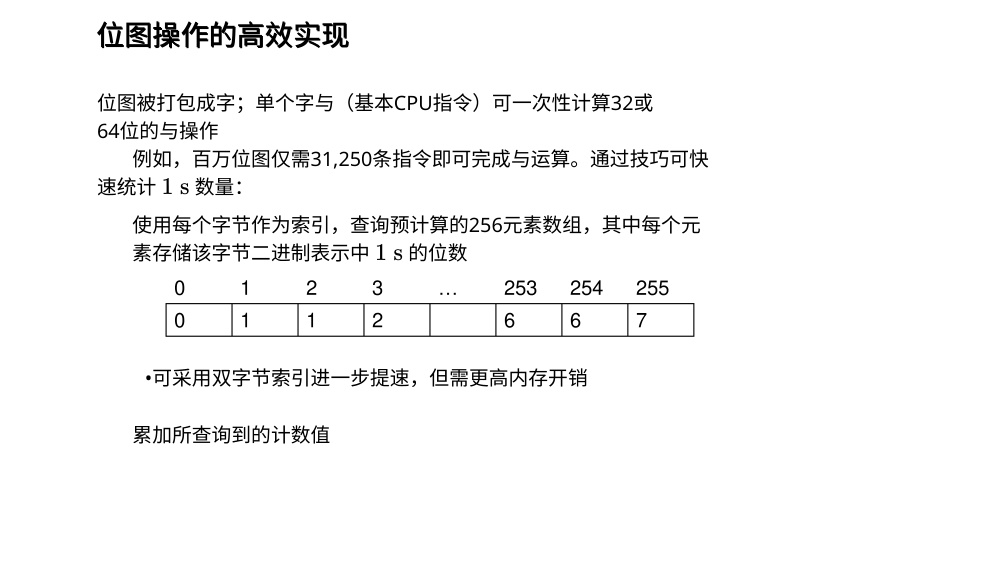 位图操作的高效实现
位图被打包成字；单个字与（基本CPU指令）可一次性计算32或
64位的与操作
例如，百万位图仅需31,250条指令即可完成与运算。通过技巧可快
速统计 1 s 数量：
使用每个字节作为索引，查询预计算的256元素数组，其中每个元
素存储该字节二进制表示中 1 s 的位数
0 1 2 3 … 253 254 255
0 1 1 2 6 6 7
•可采用双字节索引进一步提速，但需更高内存开销
累加所查询到的计数值